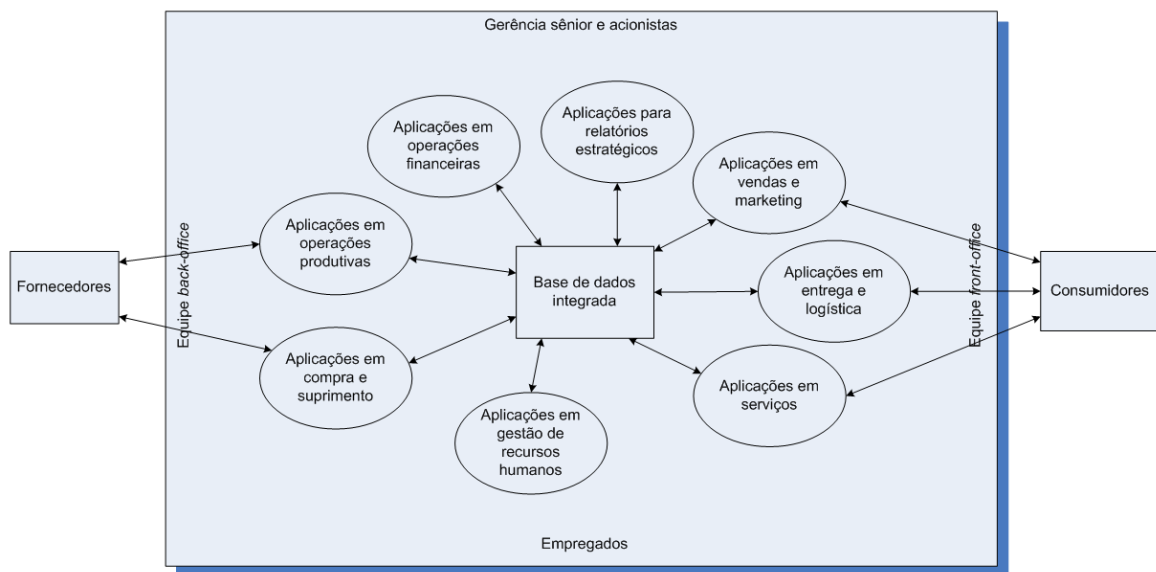 Gerência sênior e acionistas
Aplicações em
operações
financeiras
Aplicações para
relatórios
estratégicos
Aplicações em
vendas e
marketing
Aplicações em
operações
produtivas
Fornecedores
Equipe back-office
Base de dados
integrada
Aplicações em
entrega e
logística
Equipe front-office
Consumidores
Aplicações em
compra e
suprimento
Aplicações em
gestão de
recursos
humanos
Aplicações em
serviços
Empregados